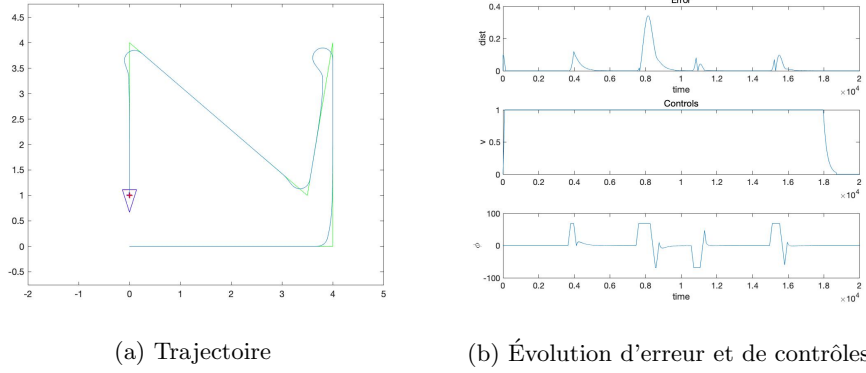 4.5
4
3.5
3
2.5
2
1.5
1
0.5
0
-0.5
-2 -1 0 1 2 3 4 5
(a) Trajectoire
Error
dist
0.4
0.2
0
0 0.2 0.4 0.6 0.8 1 1.2 1.4 1.6 1.8 2
time
×10⁴
Controls
v
1
0.5
0
0 0.2 0.4 0.6 0.8 1 1.2 1.4 1.6 1.8 2
×10⁴
ϕ
100
0
-100
0 0.2 0.4 0.6 0.8 1 1.2 1.4 1.6 1.8 2
time
×10⁴
(b) Évolution d'erreur et de contrôles